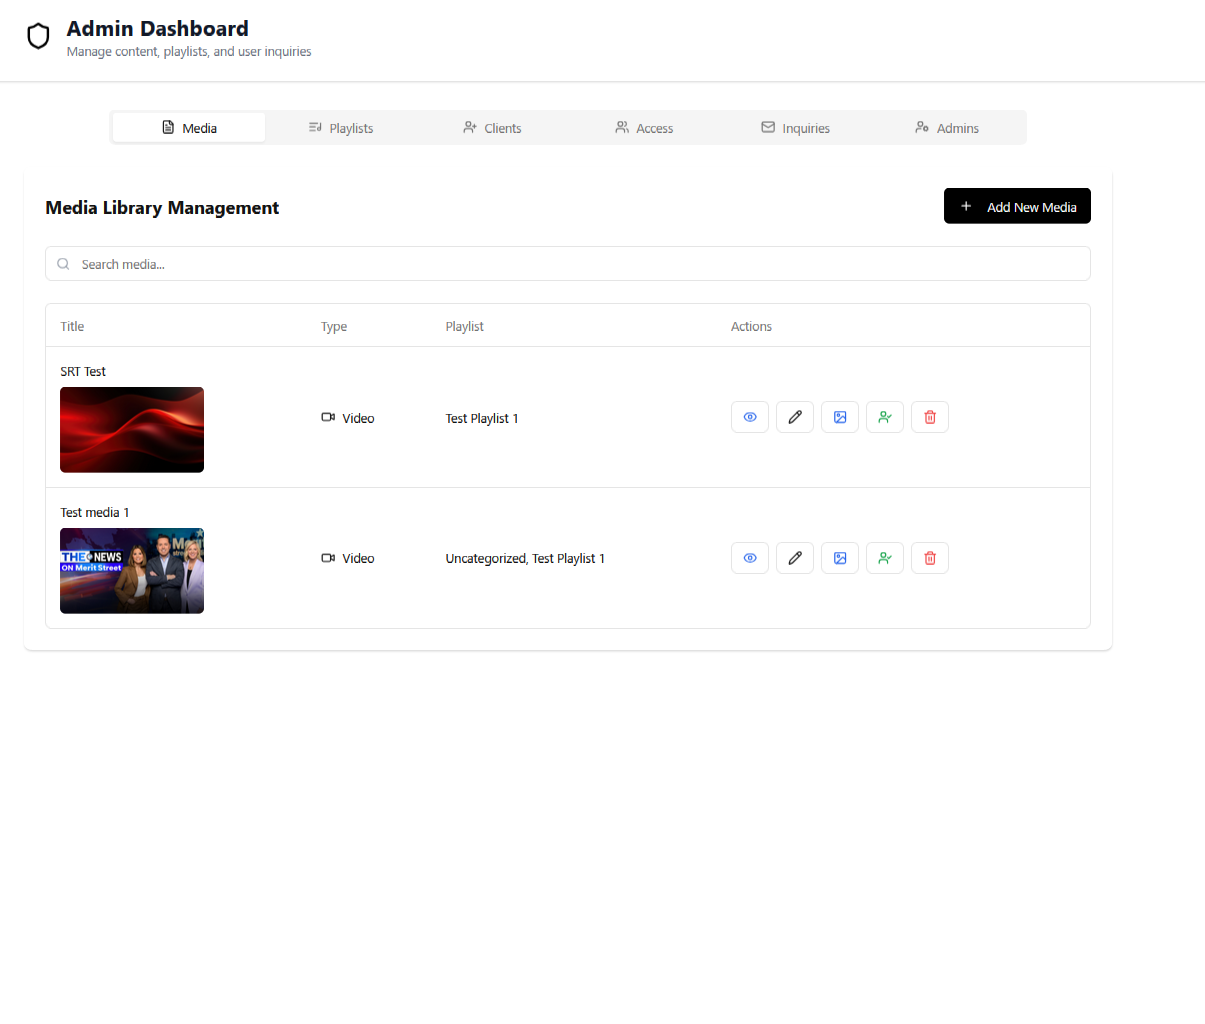 Admin Dashboard
Manage content, playlists, and user inquiries
Media
Playlists
Clients
Access
Inquiries
Admins
Media Library Management
Add New Media
Search media...
Title
Type
Playlist
Actions
SRT Test
Video
Test Playlist 1
Test media 1
THE NEWS
ON Merit Street
Merit
Video
Uncategorized, Test Playlist 1